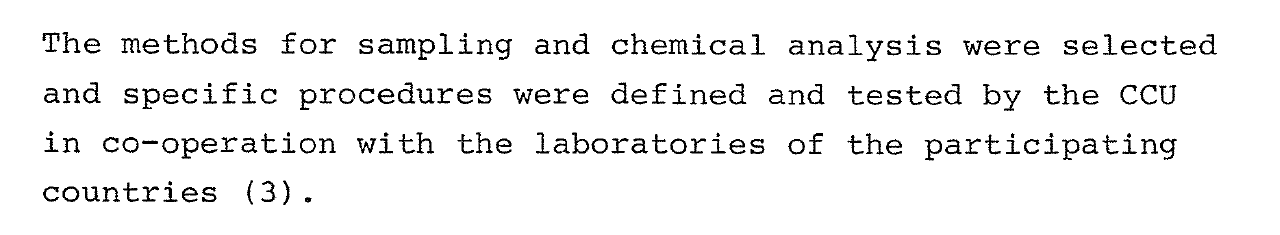 The methods for sampling and chemical analysis were selected
and specific procedures were defined and tested by the CCU
in co-operation with the laboratories of the participating
countries (3).